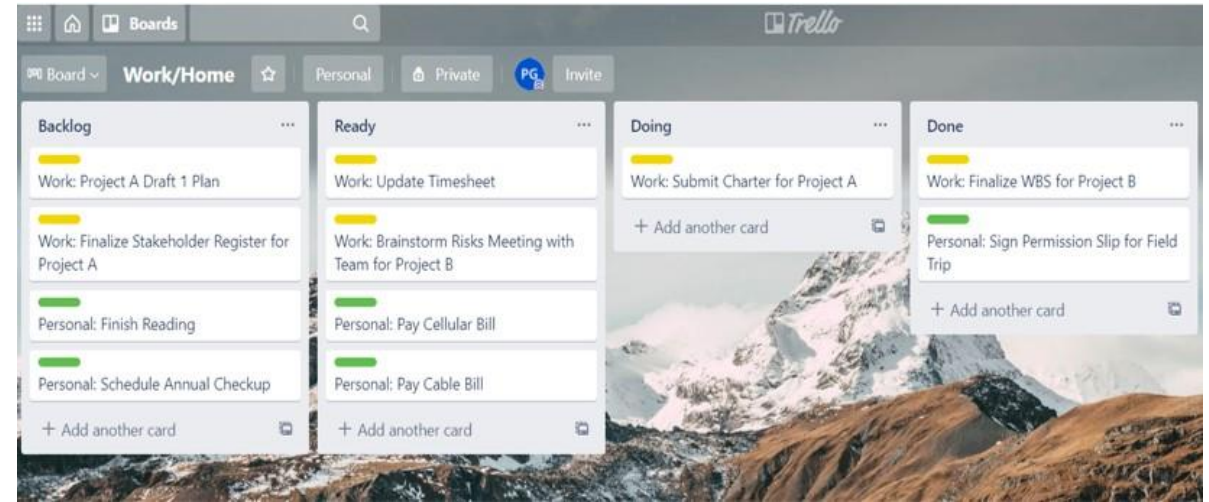 Boards
Trello
Board
Work/Home
Personal
Private
PG
Invite
Backlog
Work: Project A Draft 1 Plan
Work: Finalize Stakeholder Register for
Project A
Personal: Finish Reading
Personal: Schedule Annual Checkup
+ Add another card
Ready
Work: Update Timesheet
Work: Brainstorm Risks Meeting with
Team for Project B
Personal: Pay Cellular Bill
Personal: Pay Cable Bill
+ Add another card
Doing
Work: Submit Charter for Project A
+ Add another card
Done
Work: Finalize WBS for Project B
Personal: Sign Permission Slip for Field
Trip
+ Add another card